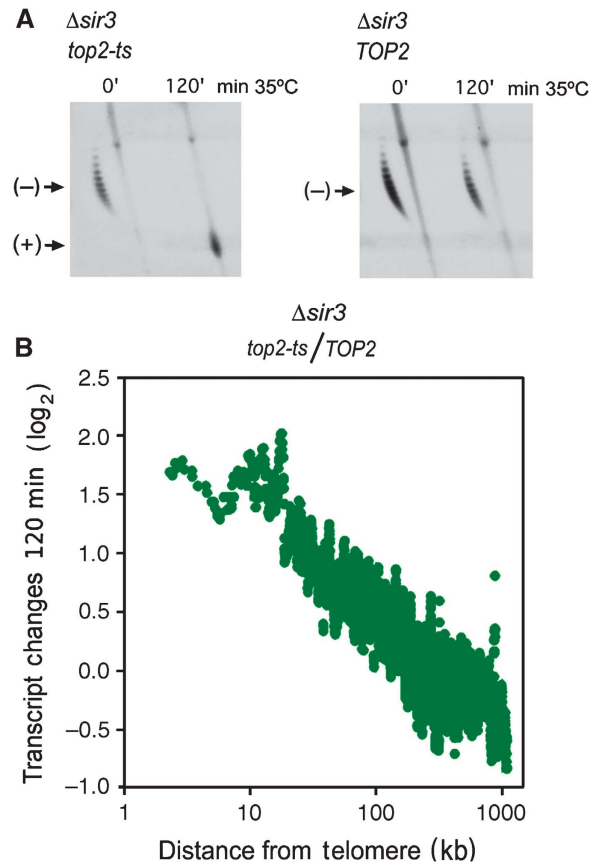 A
Δsir3
top2-ts
0' 120' min 35ºC
(–)
(+)
Δsir3
TOP2
0' 120' min 35ºC
(–)
B
Δsir3
top2-ts/TOP2
Transcript changes 120 min (log2)
2.5
2.0
1.5
1.0
0.5
0.0
−0.5
−1.0
1 10 100 1000
Distance from telomere (kb)